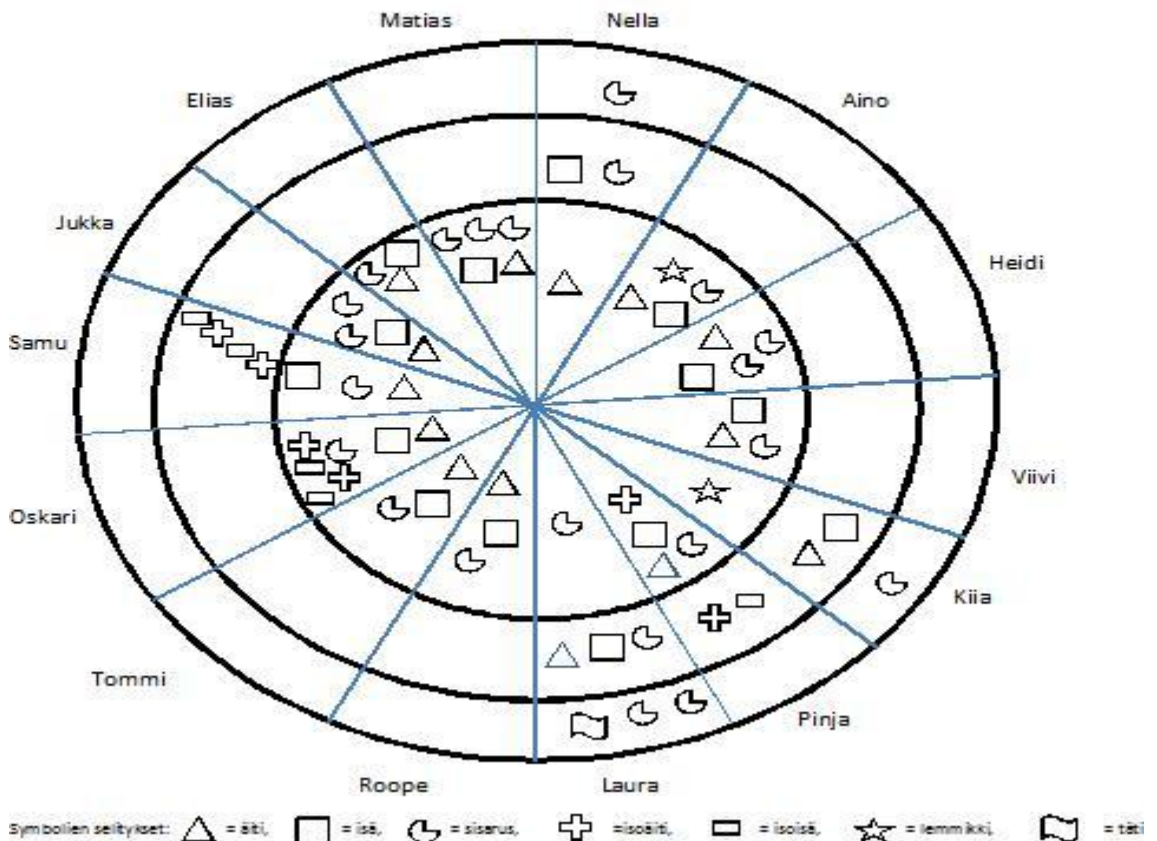 Matias Nella
Elias Aino
Jukka Heidi
Samu
Viivi
Oskari
Kiia
Tommi Pinja
Roope Laura
Symbolien selitykset: = äiti, = isä, = sisarus, =isoäiti, = isoisä, = lemmikki, = täti